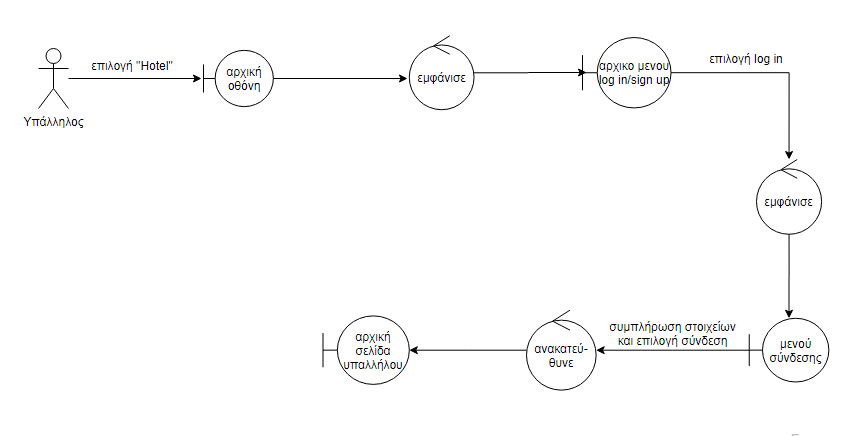 επιλογή "Hotel"
Υπάλληλος
αρχική
οθόνη
εμφάνισε
αρχικο μενου
log in/sign up
επιλογή log in
εμφάνισε
μενού
σύνδεσης
συμπλήρωση στοιχείων
και επιλογή σύνδεση
ανακατεύ-
θυνε
αρχική
σελίδα
υπαλλήλου